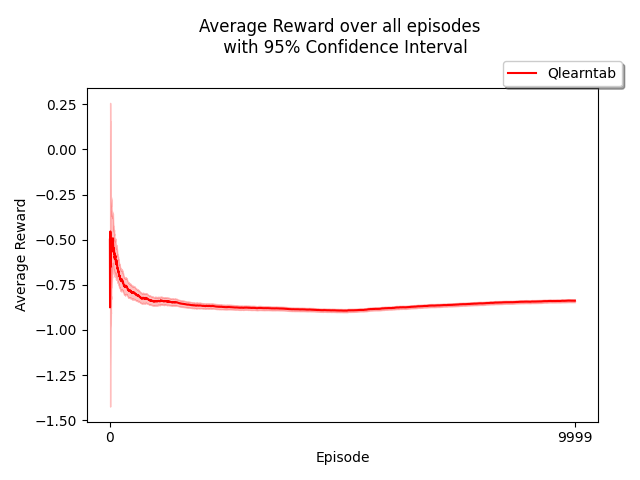 Average Reward over all episodes
with 95% Confidence Interval
Qlearntab
0.25
0.00
−0.25
−0.50
−0.75
−1.00
−1.25
−1.50
Average Reward
0
9999
Episode